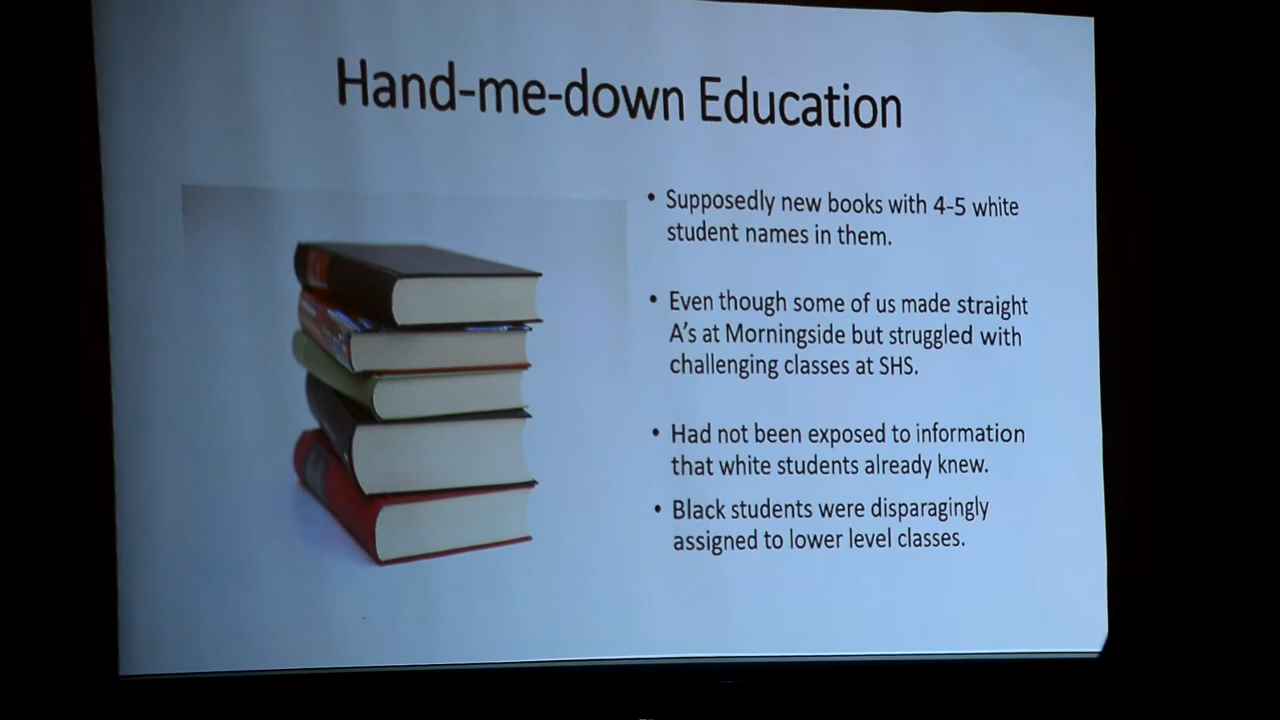 Hand-me-down Education
• Supposedly new books with 4-5 white
student names in them.
• Even though some of us made straight
A's at Morningside but struggled with
challenging classes at SHS.
• Had not been exposed to information
that white students already knew.
• Black students were disparagingly
assigned to lower level classes.